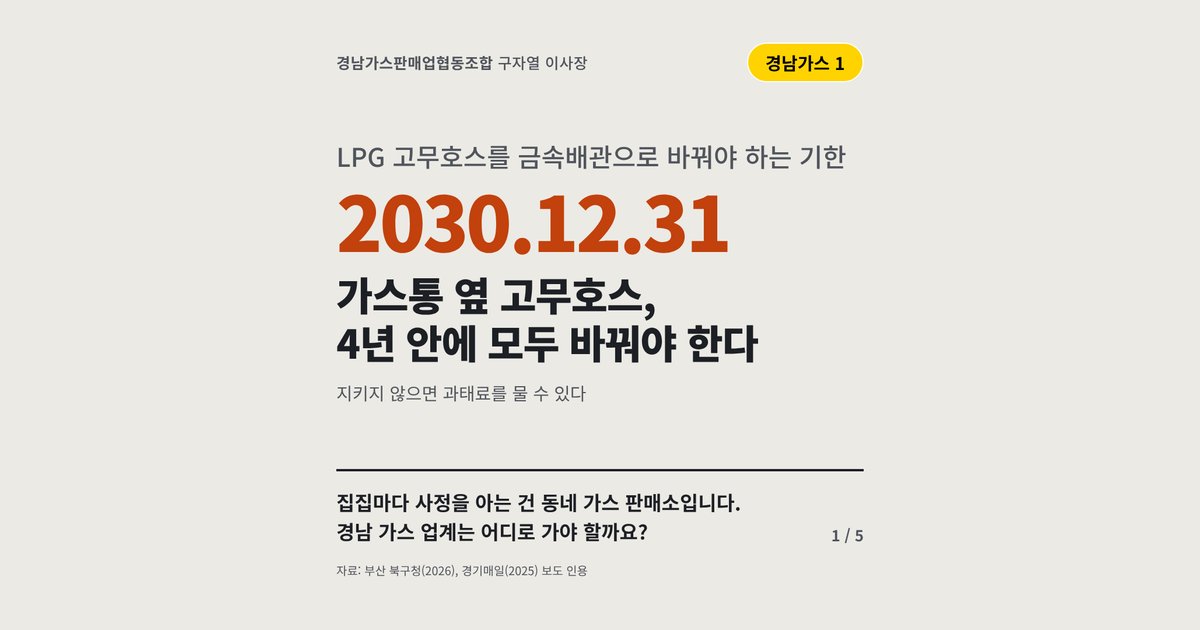 경남가스판매업협동조합 구자열 이사장
경남가스 1
LPG 고무호스를 금속배관으로 바꿔야 하는 기한
2030.12.31
가스통 옆 고무호스,
4년 안에 모두 바꿔야 한다
지키지 않으면 과태료를 물 수 있다
집집마다 사정을 아는 건 동네 가스 판매소입니다.
경남 가스 업계는 어디로 가야 할까요?
1 / 5
자료: 부산 북구청(2026), 경기매일(2025) 보도 인용